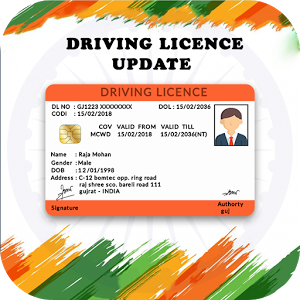 DRIVING LICENCE
UPDATE
DRIVING LICENCE
DL NO : GJ1223 XXXXXXXX DOL : 15/02/2036
CODI : 15/02/2018
COV VALID FROM VALID TILL
MCWD 15/02/2018 15/02/2036(NT)
Name : Raja Mohan
Gender : Male
DOB : 12/01/1998
Address : C-12 bomtec opp. ring road
raj shree sco, bareli road 111
gujrat - INDIA
Signature
Authorty
guj